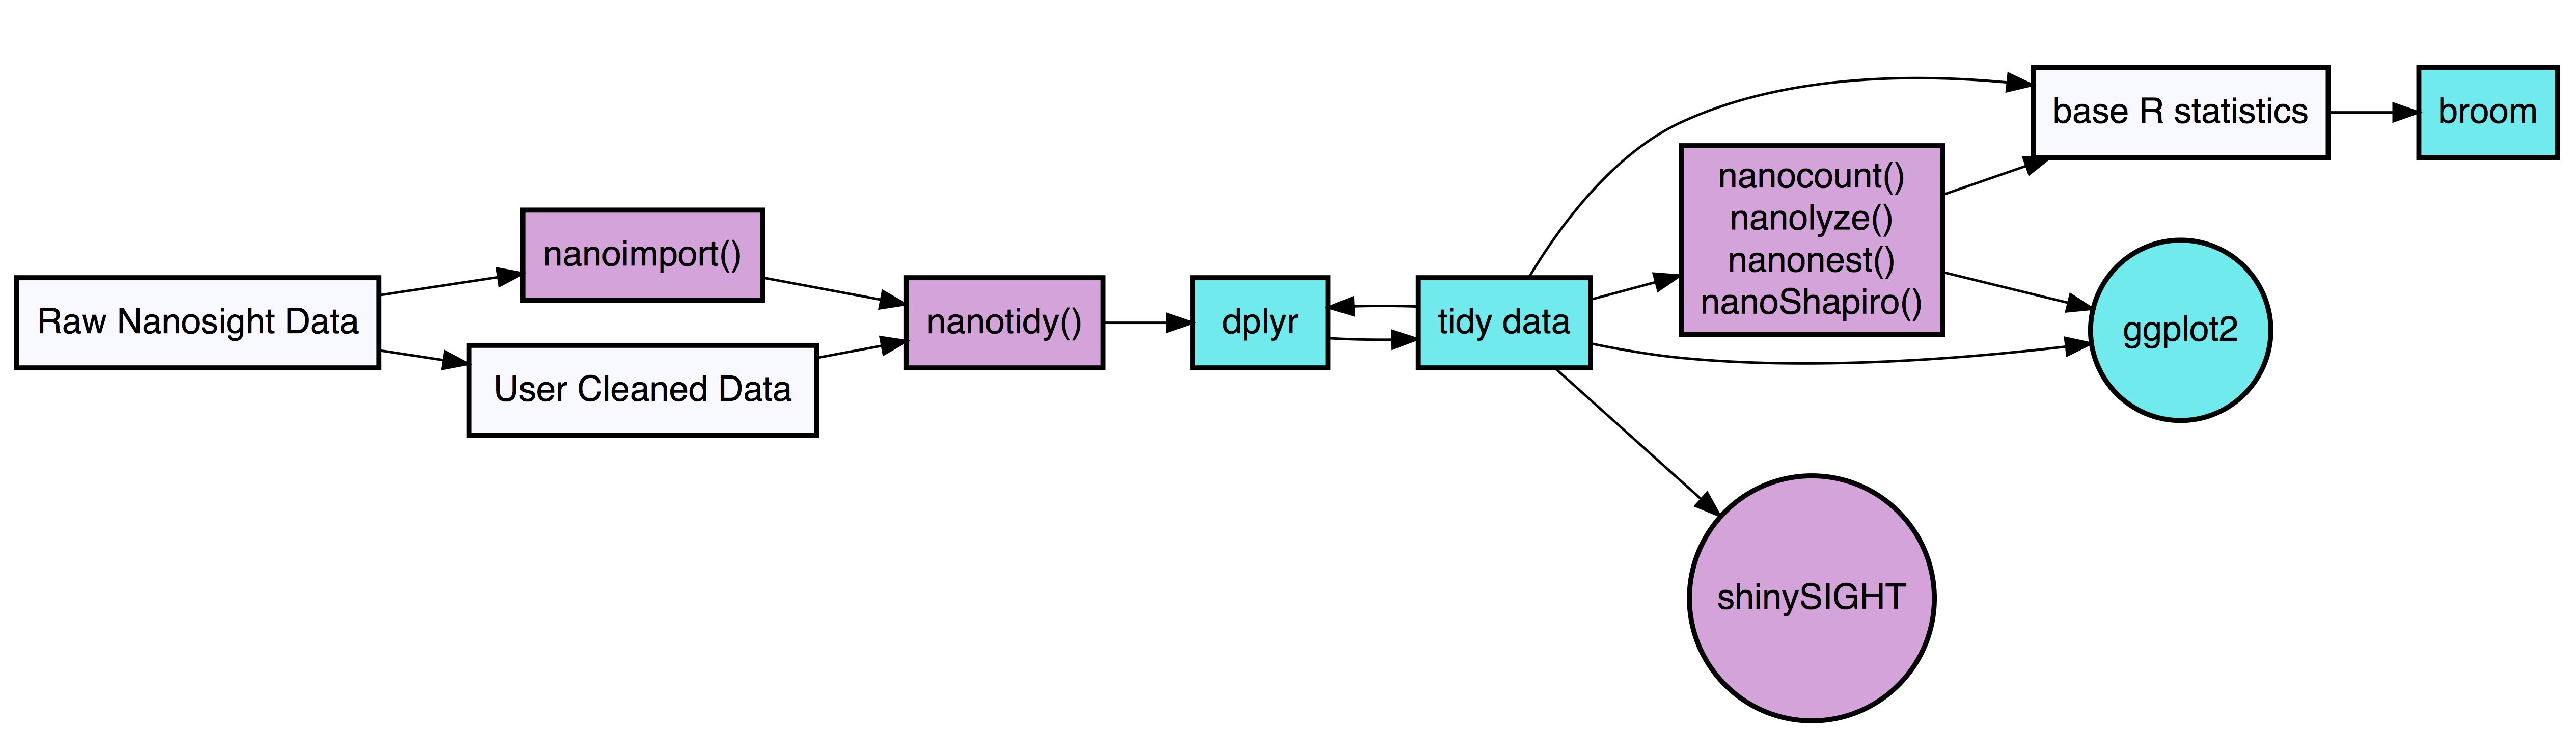 Raw Nanosight Data
nanoimport()
User Cleaned Data
nanotidy()
dplyr
tidy data
nanocount()
nanolyze()
nanonest()
nanoShapiro()
base R statistics
broom
ggplot2
shinySIGHT